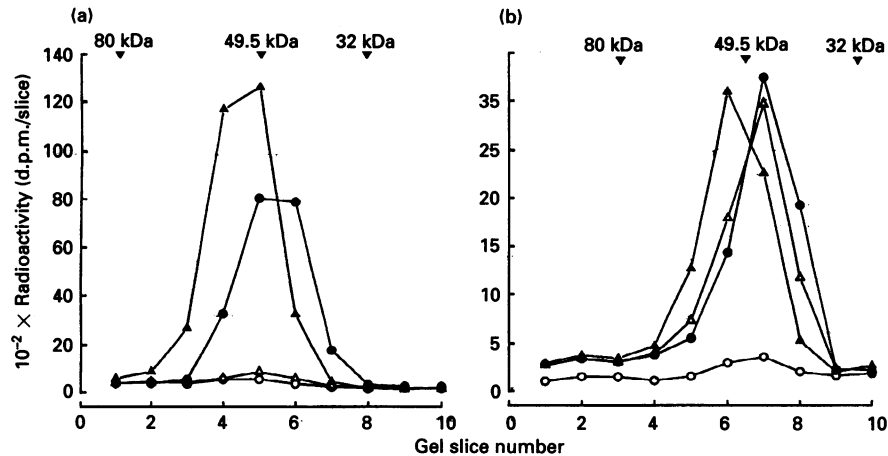 (a)
80 kDa 49.5 kDa 32 kDa
140
120
100
80
60
40
20
0
0 2 4 6 8 10
10⁻² × Radioactivity (d.p.m./slice)
(b)
80 kDa 49.5 kDa 32 kDa
35
25
20
15
10
5
0
0 2 4 6 8 10
Gel slice number